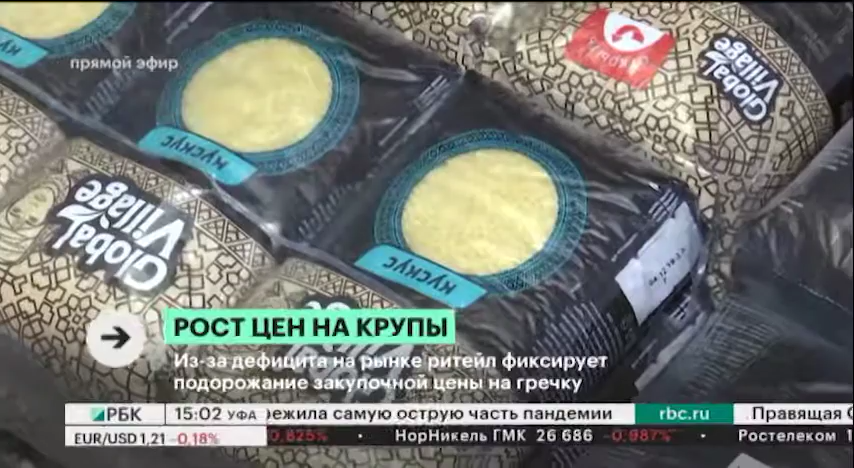 прямой эфир
Global
Village
кускус
кускус
Global
Village
РОСТ ЦЕН НА КРУПЫ
Из-за дефицита на рынке ритейл фиксирует
подорожание закупочной цены на гречку
РБК 15:02 УФА режила самую острую часть пандемии rbc.ru Правящая
EUR/USD 1,21 -0,18% 0,825% • НорНикель ГМК 26 686 -0,987% • Ростелеком 1